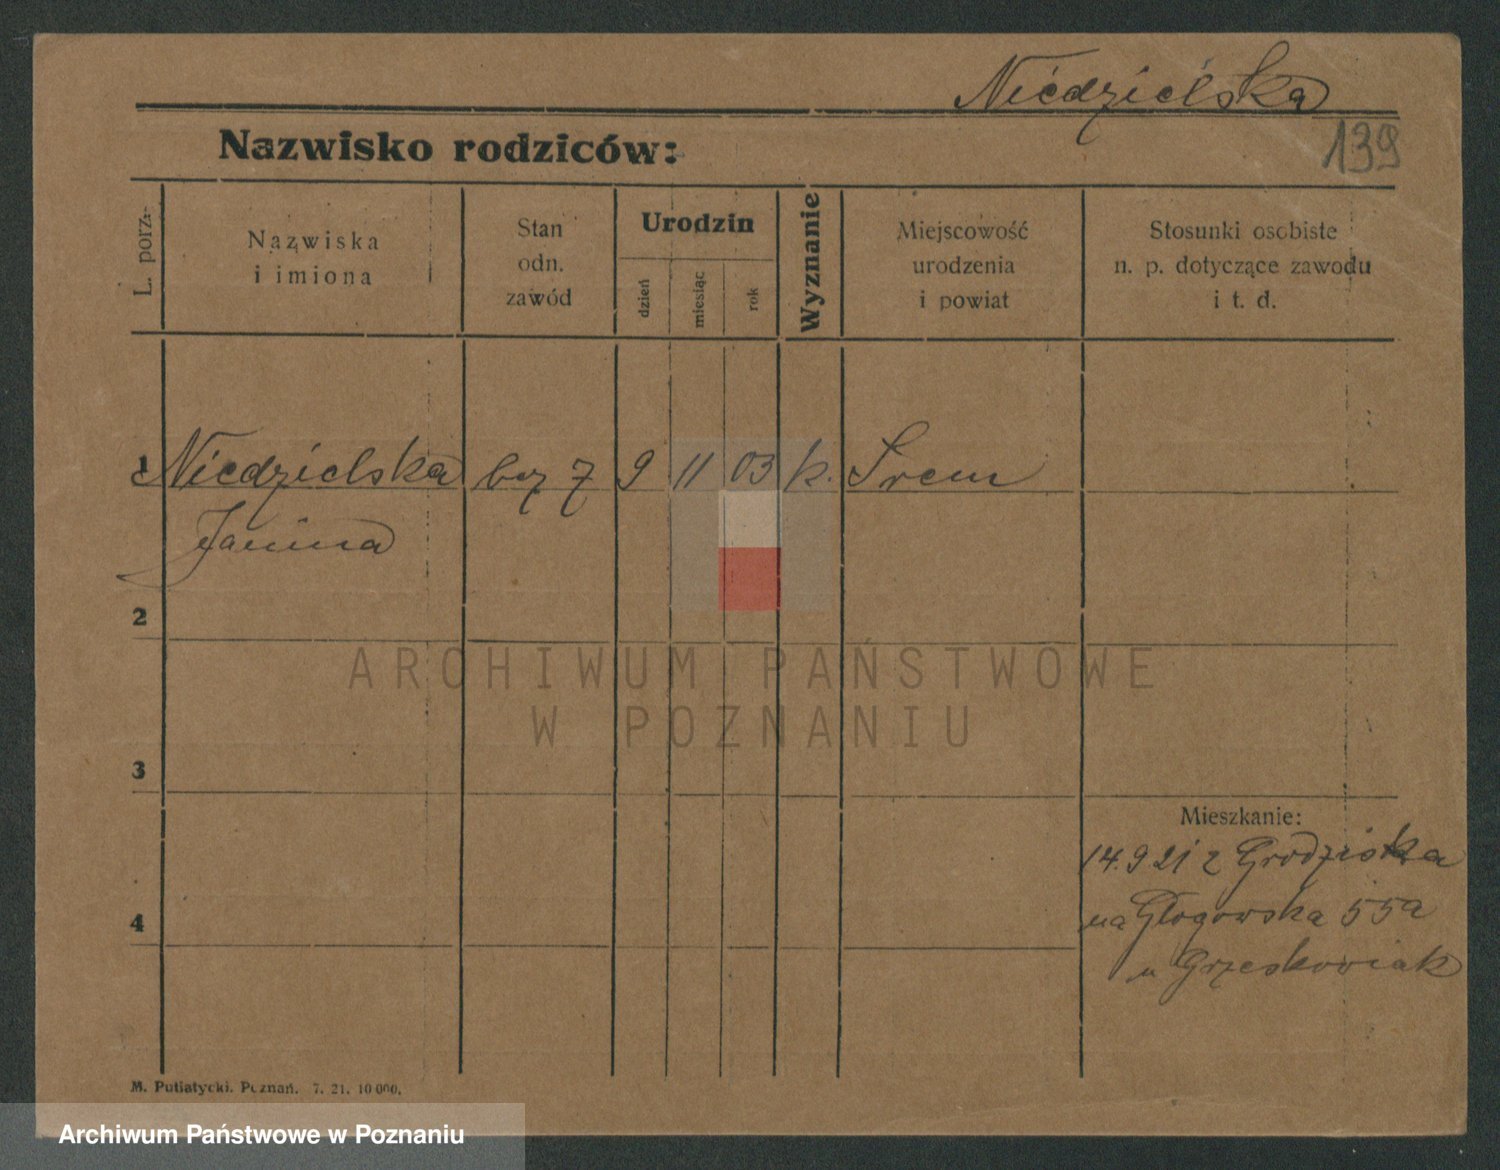 Niedzielska
139
Nazwisko rodziców:
L. porz.
Nazwiska
i imiona
Stan
odn.
zawód
Urodzin
dzień
miesiąc
rok
Wyznanie
Miejscowość
urodzenia
i powiat
Stosunki osobiste
n. p. dotyczące zawodu
i t. d.
1 Niedzielska bez 9 11 03 k. Srem
Janina
2
3
4
Mieszkanie:
14.9 21 z Grodziska
na Głogowska 55a
u Grzeskowiak
M. Putiatycki. Poznań. 7. 21. 10 000.
ARCHIWUM PAŃSTWOWE
W POZNANIU
Archiwum Państwowe w Poznaniu